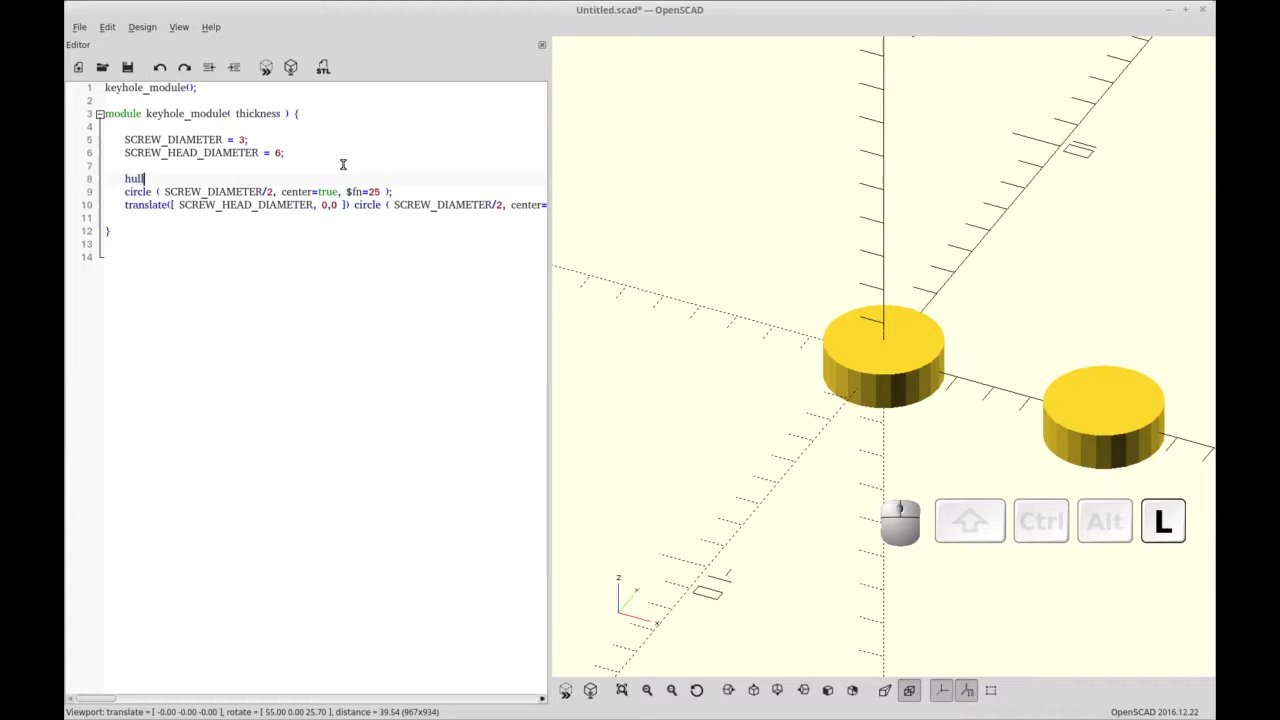 Untitled.scad* — OpenSCAD
File Edit Design View Help
Editor
STL
1 keyhole_module();
2
3 module keyhole_module( thickness ) {
4
5 SCREW_DIAMETER = 3;
6 SCREW_HEAD_DIAMETER = 6;
7
8 hull
9 circle ( SCREW_DIAMETER/2, center=true, $fn=25 );
10 translate([ SCREW_HEAD_DIAMETER, 0,0 ]) circle ( SCREW_DIAMETER/2, center=
11
12 }
13
14
Ctrl Alt L
z
y
x
Viewport: translate = [ -0.00 -0.00 -0.00 ], rotate = [ 55.00 0.00 25.70 ], distance = 39.54 (967x934)
OpenSCAD 2016.12.22